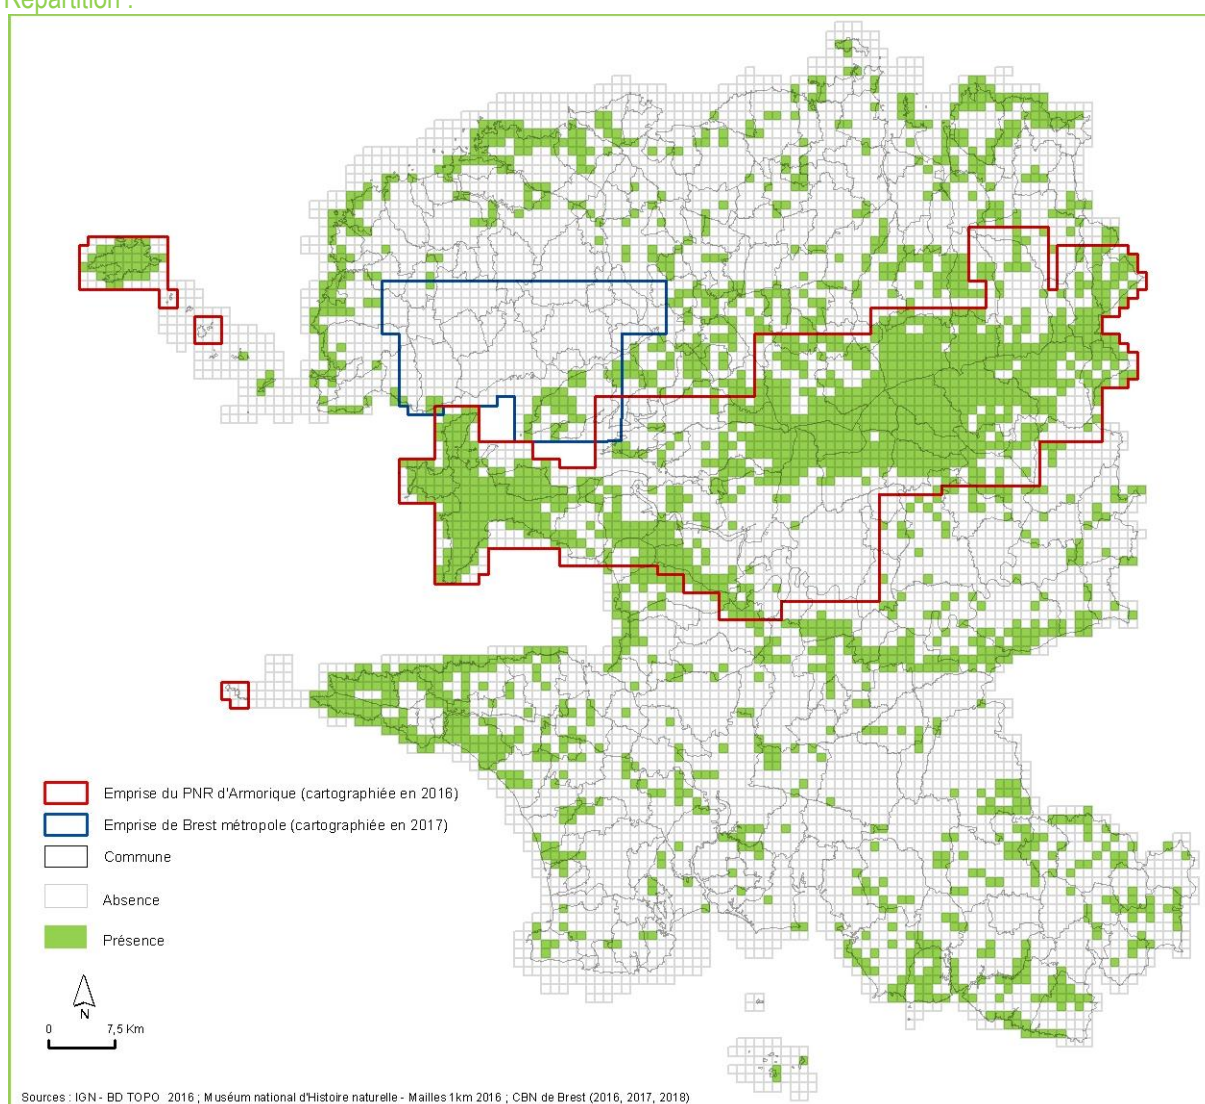 Répartition :
Emprise du PNR d'Armorique (cartographiée en 2016)
Emprise de Brest métropole (cartographiée en 2017)
Commune
Absence
Présence
N
0 7,5 Km
Sources : IGN - BD TOPO 2016 ; Muséum national d'Histoire naturelle - Mailles 1km 2016 ; CBN de Brest (2016, 2017, 2018)